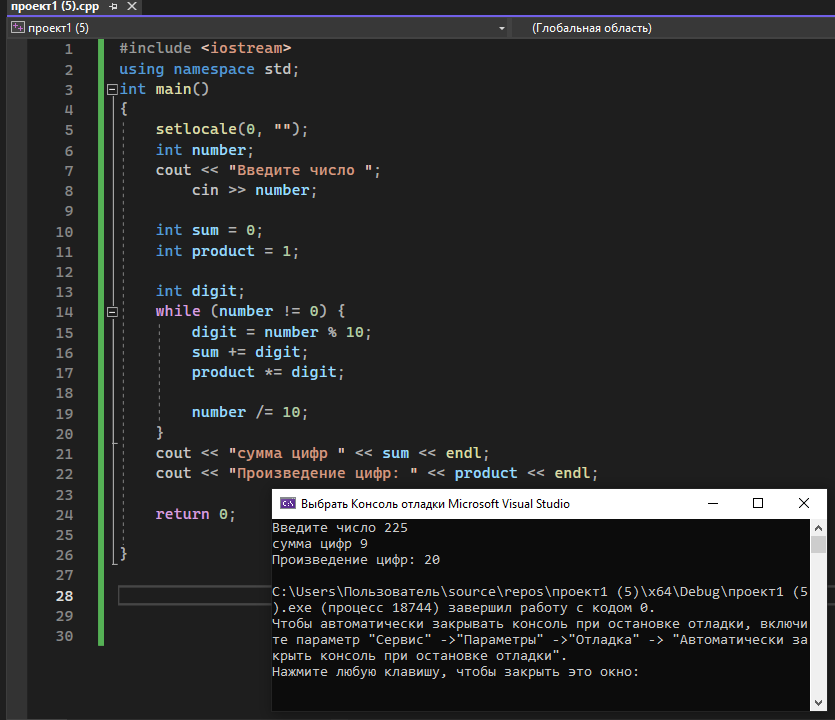 проект1 (5).cpp
проект1 (5)
(Глобальная область)
1 #include <iostream>
2 using namespace std;
3 int main()
4 {
5 setlocale(0, "");
6 int number;
7 cout << "Введите число ";
8 cin >> number;
9
10 int sum = 0;
11 int product = 1;
12
13 int digit;
14 while (number != 0) {
15 digit = number % 10;
16 sum += digit;
17 product *= digit;
18
19 number /= 10;
20 }
21 cout << "сумма цифр " << sum << endl;
22 cout << "Произведение цифр: " << product << endl;
23
24 return 0;
25
26 }
27
28
29
30
Выбрать Консоль отладки Microsoft Visual Studio
Введите число 225
сумма цифр 9
Произведение цифр: 20
C:\Users\Пользователь\source\repos\проект1 (5)\x64\Debug\проект1 (5
).exe (процесс 18744) завершил работу с кодом 0.
Чтобы автоматически закрывать консоль при остановке отладки, включи
те параметр "Сервис" ->"Параметры" ->"Отладка" -> "Автоматически за
крыть консоль при остановке отладки".
Нажмите любую клавишу, чтобы закрыть это окно: